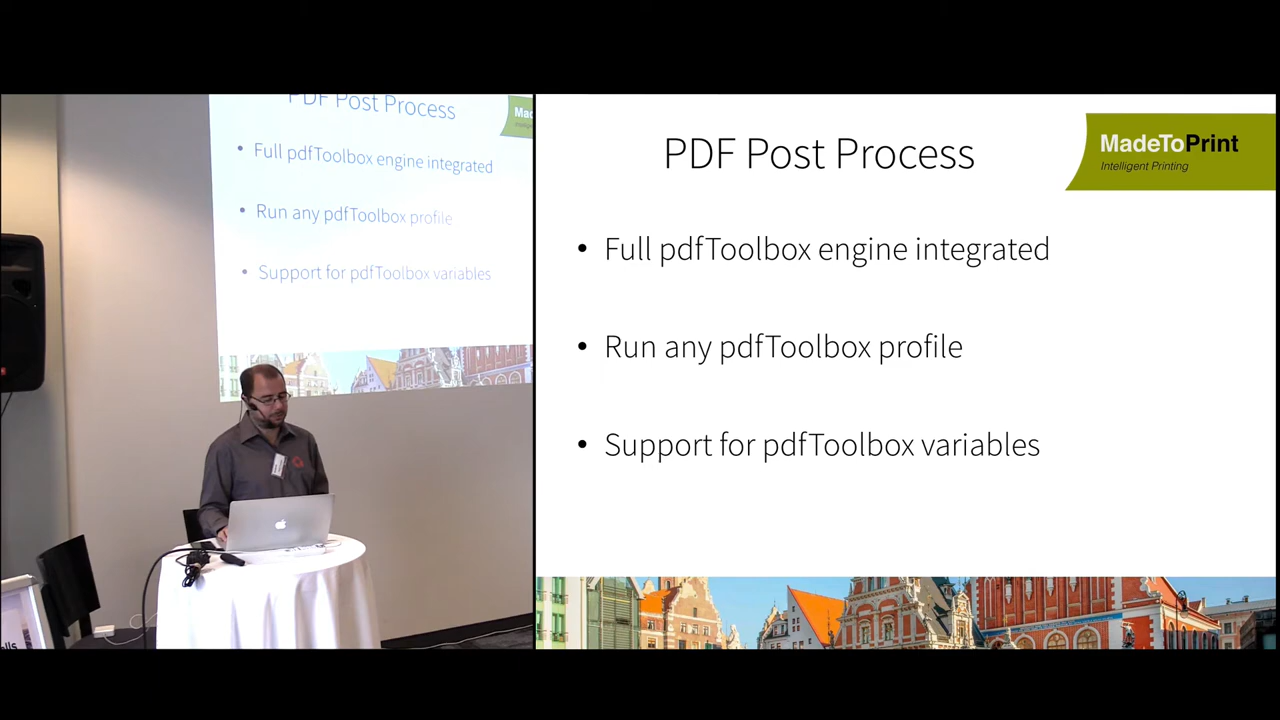 PDF Post Process
Mad
Full pdfToolbox engine integrated
Run any pdfToolbox profile
Support for pdfToolbox variables
PDF Post Process
MadeToPrint
Intelligent Printing
• Full pdfToolbox engine integrated
• Run any pdfToolbox profile
• Support for pdfToolbox variables